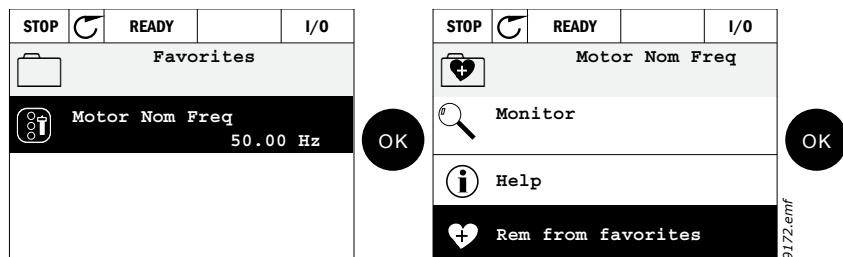 STOP READY I/O
Favorites
Motor Nom Freq
50.00 Hz
OK
STOP READY I/O
Motor Nom Freq
Monitor
Help
Rem from favorites
OK
9172.emf